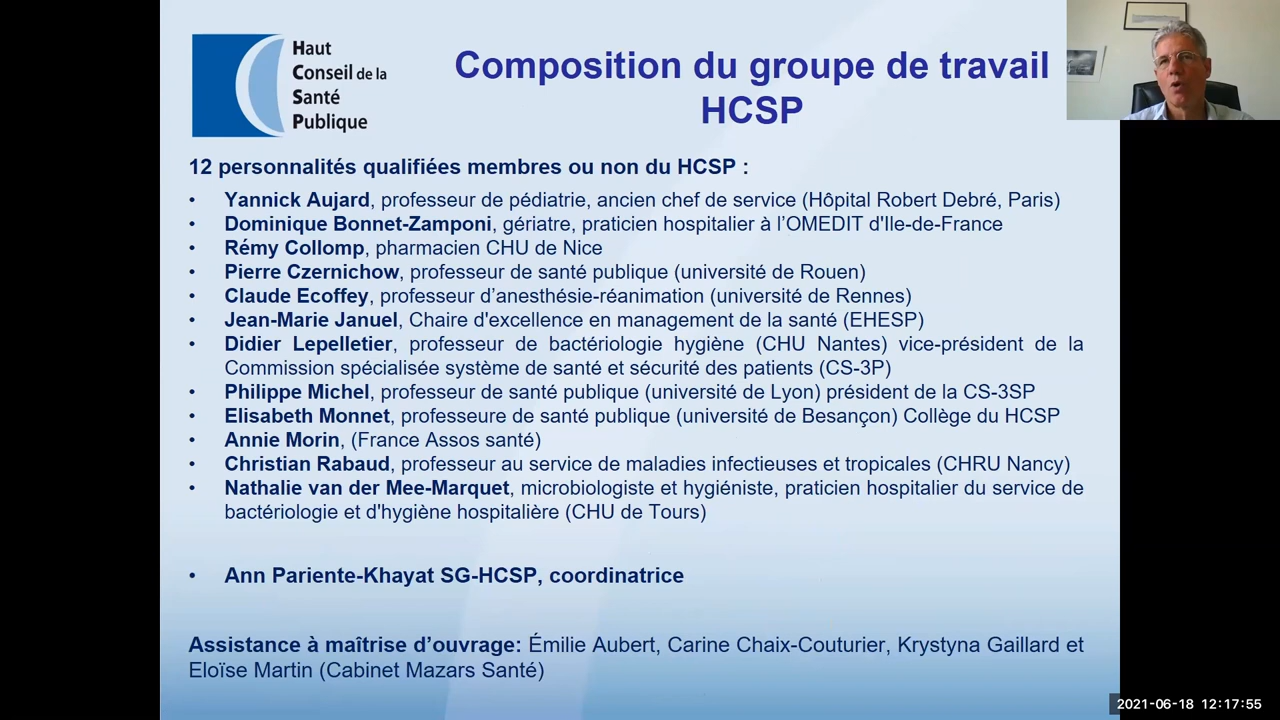 Haut
Conseil de la
Santé
Publique
Composition du groupe de travail
HCSP
12 personnalités qualifiées membres ou non du HCSP :
• Yannick Aujard, professeur de pédiatrie, ancien chef de service (Hôpital Robert Debré, Paris)
• Dominique Bonnet-Zamponi, gériatre, praticien hospitalier à l’OMEDIT d'Ile-de-France
• Rémy Collomp, pharmacien CHU de Nice
• Pierre Czernichow, professeur de santé publique (université de Rouen)
• Claude Ecoffey, professeur d’anesthésie-réanimation (université de Rennes)
• Jean-Marie Januel, Chaire d'excellence en management de la santé (EHESP)
• Didier Lepelletier, professeur de bactériologie hygiène (CHU Nantes) vice-président de la
Commission spécialisée système de santé et sécurité des patients (CS-3P)
• Philippe Michel, professeur de santé publique (université de Lyon) président de la CS-3SP
• Elisabeth Monnet, professeure de santé publique (université de Besançon) Collège du HCSP
• Annie Morin, (France Assos santé)
• Christian Rabaud, professeur au service de maladies infectieuses et tropicales (CHRU Nancy)
• Nathalie van der Mee-Marquet, microbiologiste et hygiéniste, praticien hospitalier du service de
bactériologie et d'hygiène hospitalière (CHU de Tours)
• Ann Pariente-Khayat SG-HCSP, coordinatrice
Assistance à maîtrise d’ouvrage: Émilie Aubert, Carine Chaix-Couturier, Krystyna Gaillard et
Eloïse Martin (Cabinet Mazars Santé)
2021-06-18 12:17:55